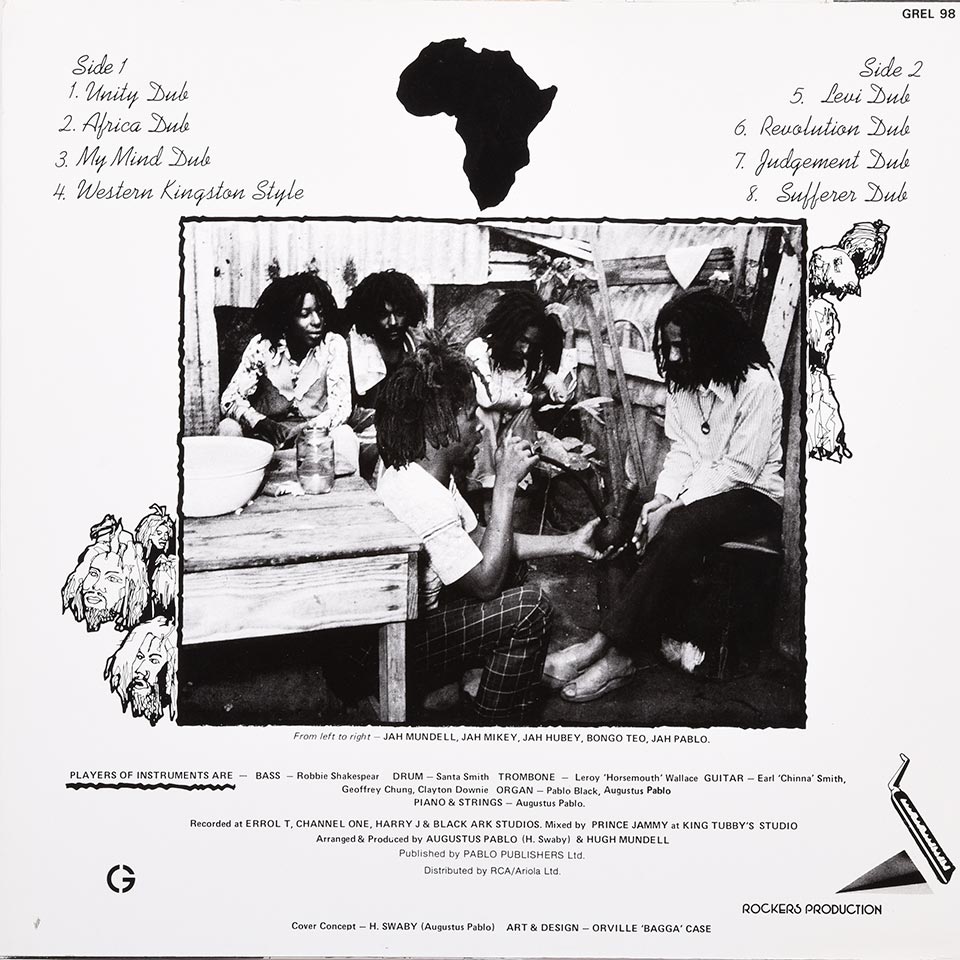 GREL 98
Side 1
1. Unity Dub
2. Africa Dub
3. My Mind Dub
4. Western Kingston Style
Side 2
5. Levi Dub
6. Revolution Dub
7. Judgement Dub
8. Sufferer Dub
From left to right – JAH MUNDELL, JAH MIKEY, JAH HUBEY, BONGO TEO, JAH PABLO.
PLAYERS OF INSTRUMENTS ARE – BASS – Robbie Shakespear DRUM – Santa Smith TROMBONE – Leroy 'Horsemouth' Wallace GUITAR – Earl 'Chinna' Smith,
Geoffrey Chung, Clayton Downie ORGAN – Pablo Black, Augustus Pablo
PIANO & STRINGS – Augustus Pablo.
Recorded at ERROL T, CHANNEL ONE, HARRY J & BLACK ARK STUDIOS. Mixed by PRINCE JAMMY at KING TUBBY'S STUDIO
Arranged & Produced by AUGUSTUS PABLO (H. Swaby) & HUGH MUNDELL
Published by PABLO PUBLISHERS Ltd.
Distributed by RCA/Ariola Ltd.
G
ROCKERS PRODUCTION
Cover Concept – H. SWABY (Augustus Pablo) ART & DESIGN – ORVILLE 'BAGGA' CASE